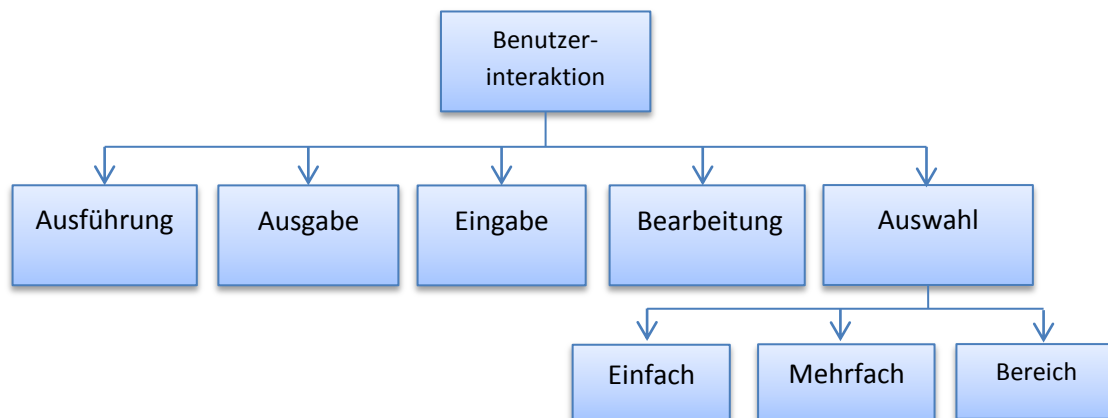 Benutzer-
interaktion
Ausführung
Ausgabe
Eingabe
Bearbeitung
Auswahl
Einfach
Mehrfach
Bereich